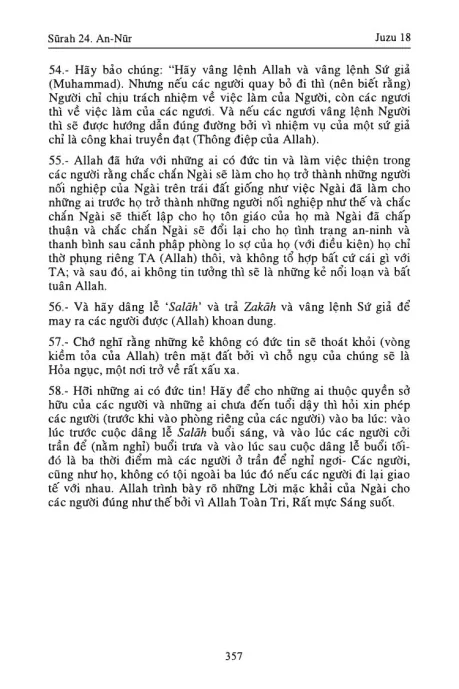 Sūrah 24. An-Nūr
Juzu 18
54.- Hãy bảo chúng: “Hãy vâng lệnh Allah và vâng lệnh Sứ giả
(Muhammad). Nhưng nếu các người quay bỏ đi thì (nên biết rằng)
Người chỉ chịu trách nhiệm về việc làm của Người, còn các ngươi
thì về việc làm của các ngươi. Và nếu các ngươi vâng lệnh Người
thì sẽ được hướng dẫn đúng đường bởi vì nhiệm vụ của một sứ giả
chỉ là công khai truyền đạt (Thông điệp của Allah).
55.- Allah đã hứa với những ai có đức tin và làm việc thiện trong
các người rằng chắc chắn Ngài sẽ làm cho họ trở thành những người
nối nghiệp của Ngài trên trái đất giống như việc Ngài đã làm cho
những ai trước họ trở thành những người nối nghiệp như thế và chắc
chắn Ngài sẽ thiết lập cho họ tôn giáo của họ mà Ngài đã chấp
thuận và chắc chắn Ngài sẽ đổi lại cho họ tình trạng an-ninh và
thanh bình sau cảnh phập phòng lo sợ của họ (với điều kiện) họ chỉ
thờ phụng riêng TA (Allah) thôi, và không tổ hợp bất cứ cái gì với
TA; và sau đó, ai không tin tưởng thì sẽ là những kẻ nổi loạn và bất
tuân Allah.
56.- Và hãy dâng lễ ‘Salāh’ và trả Zakāh và vâng lệnh Sứ giả để
may ra các người được (Allah) khoan dung.
57.- Chớ nghĩ rằng những kẻ không có đức tin sẽ thoát khỏi (vòng
kiềm tỏa của Allah) trên mặt đất bởi vì chỗ ngụ của chúng sẽ là
Hỏa ngục, một nơi trở về rất xấu xa.
58.- Hỡi những ai có đức tin! Hãy để cho những ai thuộc quyền sở
hữu của các người và những ai chưa đến tuổi dậy thì hỏi xin phép
các người (trước khi vào phòng riêng của các người) vào ba lúc: vào
lúc trước cuộc dâng lễ Salāh buổi sáng, và vào lúc các người cởi
trần để (nằm nghỉ) buổi trưa và vào lúc sau cuộc dâng lễ buổi tối-
đó là ba thời điểm mà các người ở trần để nghỉ ngơi- Các người,
cũng như họ, không có tội ngoài ba lúc đó nếu các người đi lại giao
tế với nhau. Allah trình bày rõ những Lời mặc khải của Ngài cho
các người đúng như thế bởi vì Allah Toàn Tri, Rất mực Sáng suốt.
357